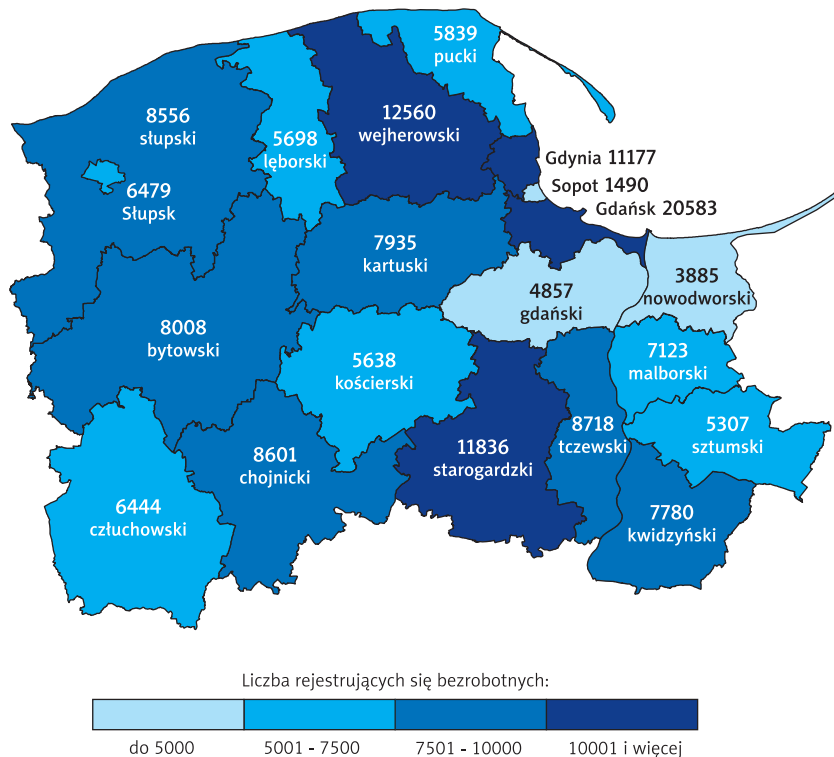 5839
pucki
8556
słupski
12560
wejherowski
5698
lęborski
Gdynia 11177
Sopot 1490
Gdańsk 20583
6479
Słupsk
7935
kartuski
4857
gdański
3885
nowodworski
8008
bytowski
5638
kościerski
7123
malborski
8718
tczewski
5307
sztumski
8601
chojnicki
11836
starogardzki
6444
człuchowski
7780
kwidzyński
Liczba rejestrujących się bezrobotnych:
do 5000
5001 - 7500
7501 - 10000
10001 i więcej